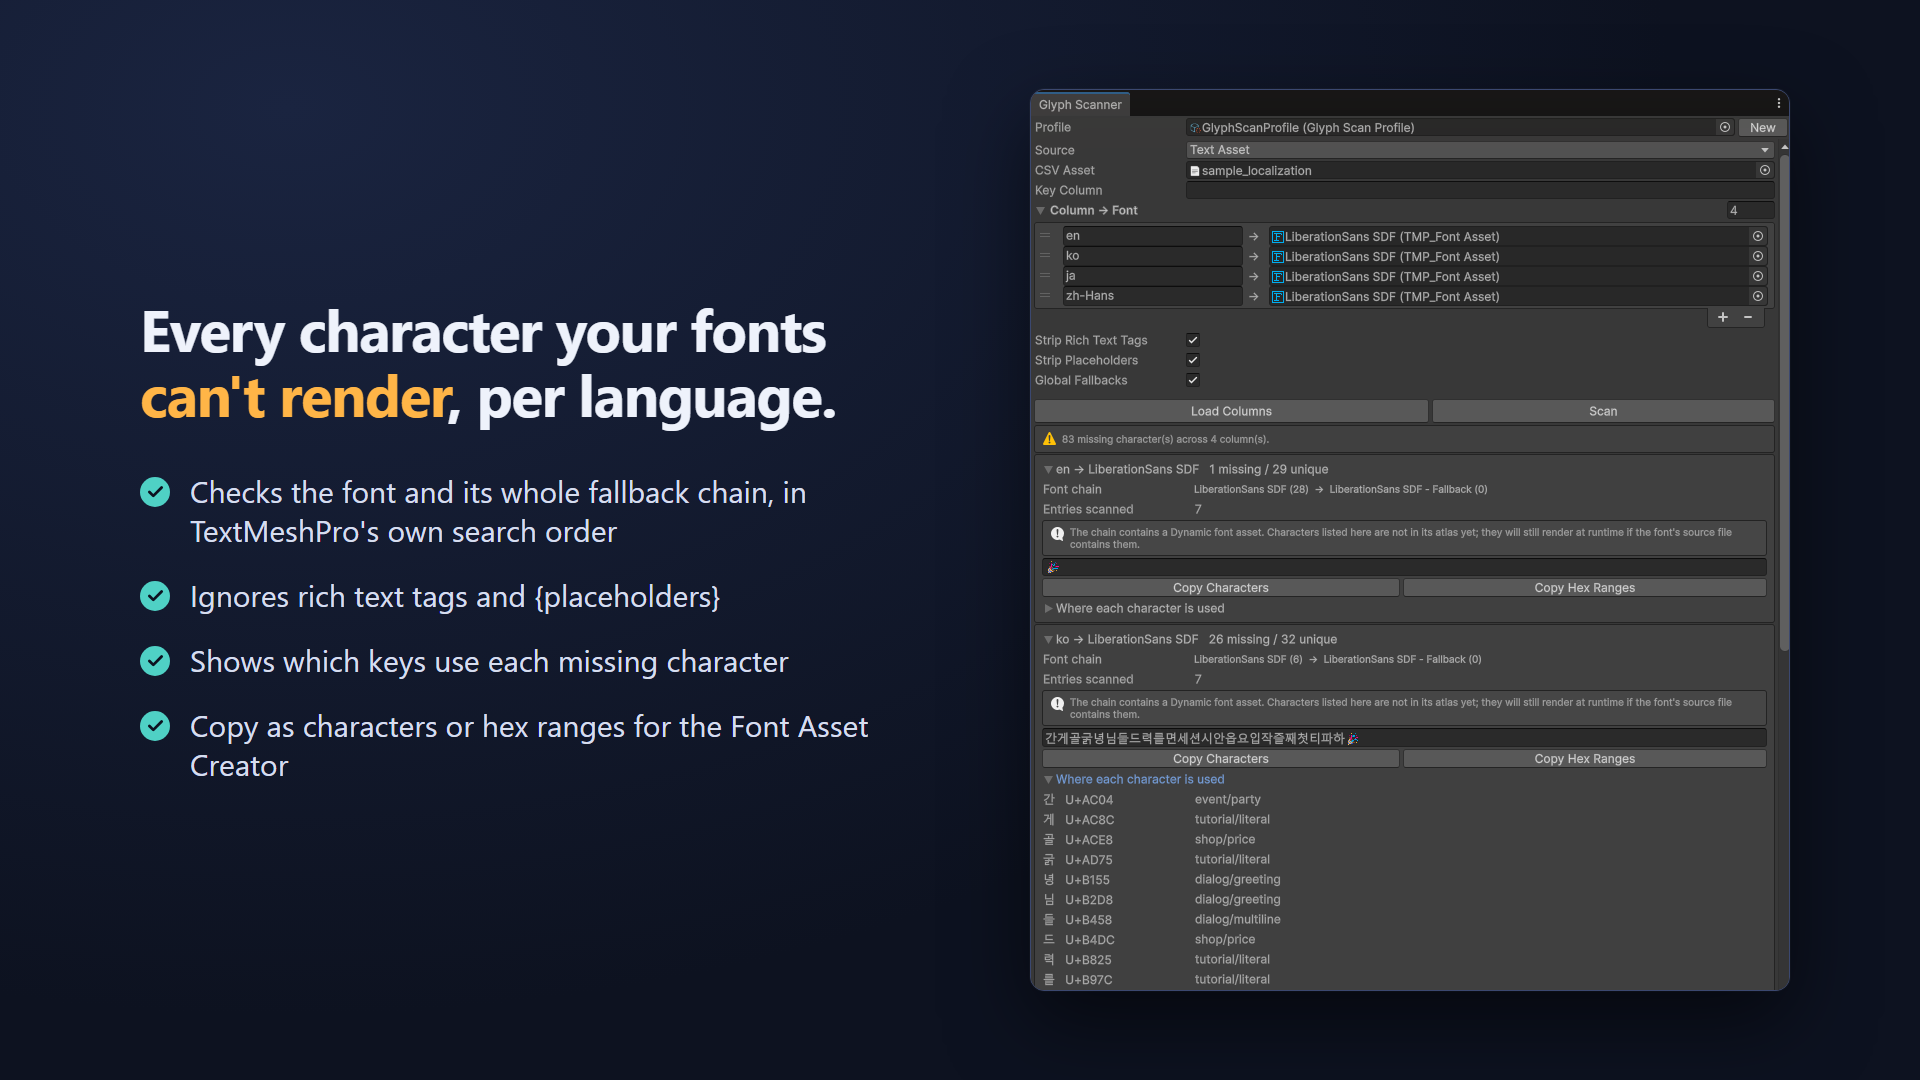 Every character your fonts
can't render, per language.
Checks the font and its whole fallback chain, in
TextMeshPro's own search order
Ignores rich text tags and {placeholders}
Shows which keys use each missing character
Copy as characters or hex ranges for the Font Asset
Creator
Glyph Scanner
Profile GlyphScanProfile (Glyph Scan Profile) New
Source Text Asset
CSV Asset sample_localization
Key Column
Column → Font 4
en → LiberationSans SDF (TMP_Font Asset)
ko → LiberationSans SDF (TMP_Font Asset)
ja → LiberationSans SDF (TMP_Font Asset)
zh-Hans → LiberationSans SDF (TMP_Font Asset)
+ −
Strip Rich Text Tags
Strip Placeholders
Global Fallbacks
Load Columns Scan
83 missing character(s) across 4 column(s).
en → LiberationSans SDF 1 missing / 29 unique
Font chain LiberationSans SDF (28) → LiberationSans SDF - Fallback (0)
Entries scanned 7
The chain contains a Dynamic font asset. Characters listed here are not in its atlas yet; they will still render at runtime if the font's source file
contains them.
🎉
Copy Characters Copy Hex Ranges
Where each character is used
ko → LiberationSans SDF 26 missing / 32 unique
Font chain LiberationSans SDF (6) → LiberationSans SDF - Fallback (0)
Entries scanned 7
The chain contains a Dynamic font asset. Characters listed here are not in its atlas yet; they will still render at runtime if the font's source file
contains them.
간게골굵녕님들드력를면세션시안옵요입작줄째첫티파하🎉
Copy Characters Copy Hex Ranges
Where each character is used
간 U+AC04 event/party
게 U+AC8C tutorial/literal
골 U+ACE8 shop/price
굵 U+AD75 tutorial/literal
녕 U+B155 dialog/greeting
님 U+B2D8 dialog/greeting
들 U+B458 dialog/multiline
드 U+B4DC shop/price
력 U+B825 tutorial/literal
를 U+B97C tutorial/literal